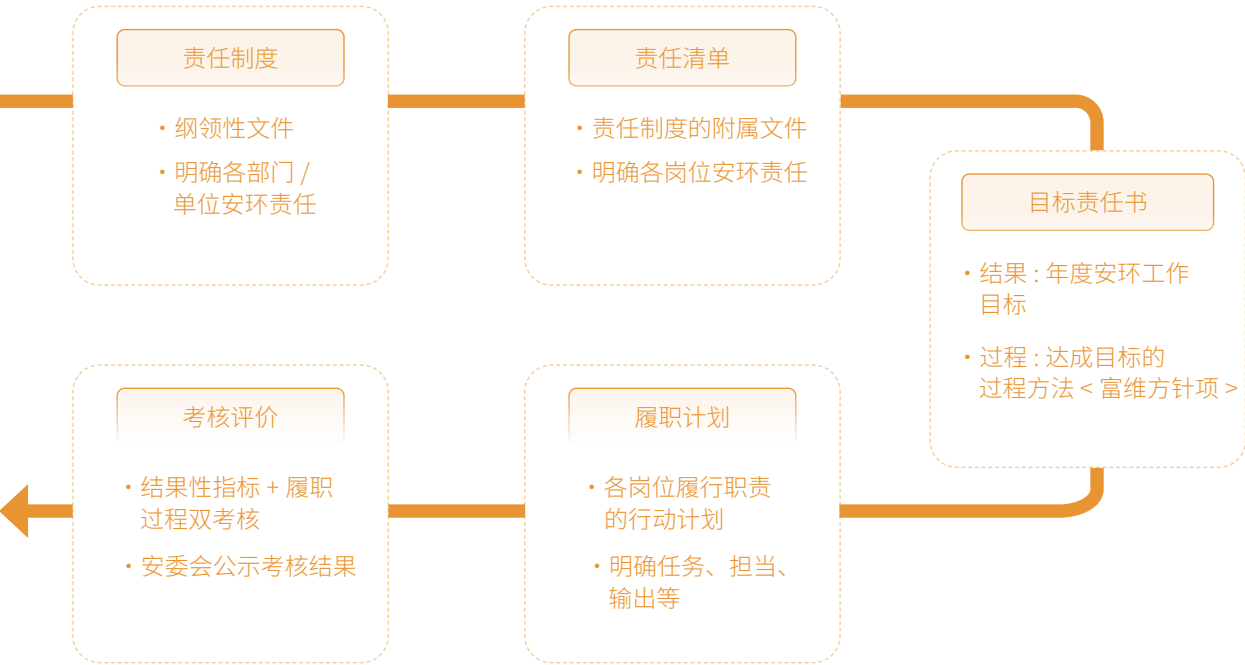 责任制度
・纲领性文件
・明确各部门 /
单位安环责任
责任清单
・责任制度的附属文件
・明确各岗位安环责任
目标责任书
・结果 : 年度安环工作
目标
・过程 : 达成目标的
过程方法 < 富维方针项 >
履职计划
・各岗位履行职责
的行动计划
・明确任务、担当、
输出等
考核评价
・结果性指标 + 履职
过程双考核
・安委会公示考核结果